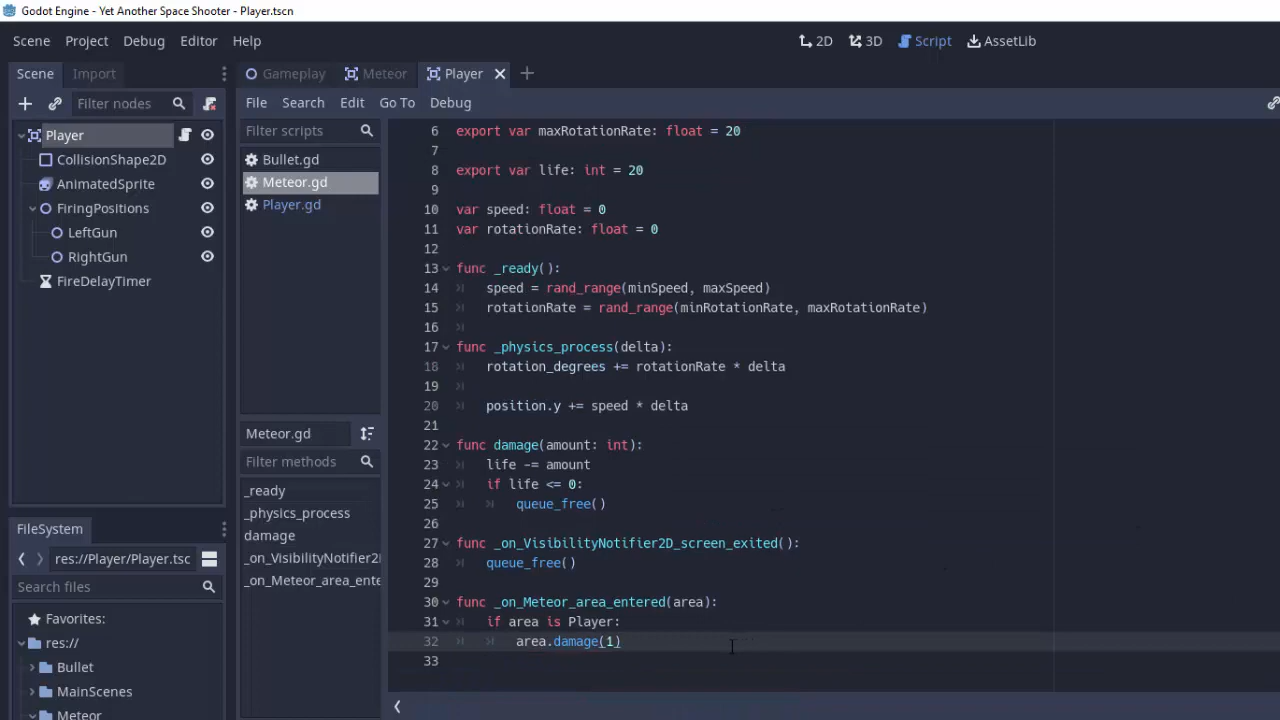 Godot Engine - Yet Another Space Shooter - Player.tscn
Scene Project Debug Editor Help
2D 3D Script AssetLib
Scene Import
Gameplay Meteor Player
Filter nodes
File Search Edit Go To Debug
Player
CollisionShape2D
AnimatedSprite
FiringPositions
LeftGun
RightGun
FireDelayTimer
Filter scripts
Bullet.gd
Meteor.gd
Player.gd
Meteor.gd
Filter methods
_ready
_physics_process
damage
_on_VisibilityNotifier2D
_on_Meteor_area_ente
6 export var maxRotationRate: float = 20
7
8 export var life: int = 20
9
10 var speed: float = 0
11 var rotationRate: float = 0
12
13 func _ready():
14 speed = rand_range(minSpeed, maxSpeed)
15 rotationRate = rand_range(minRotationRate, maxRotationRate)
16
17 func _physics_process(delta):
18 rotation_degrees += rotationRate * delta
19
20 position.y += speed * delta
21
22 func damage(amount: int):
23 life -= amount
24 if life <= 0:
25 queue_free()
26
27 func _on_VisibilityNotifier2D_screen_exited():
28 queue_free()
29
30 func _on_Meteor_area_entered(area):
31 if area is Player:
32 area.damage(1)
33
FileSystem
res://Player/Player.tsc
Search files
Favorites:
res://
Bullet
MainScenes
Meteor